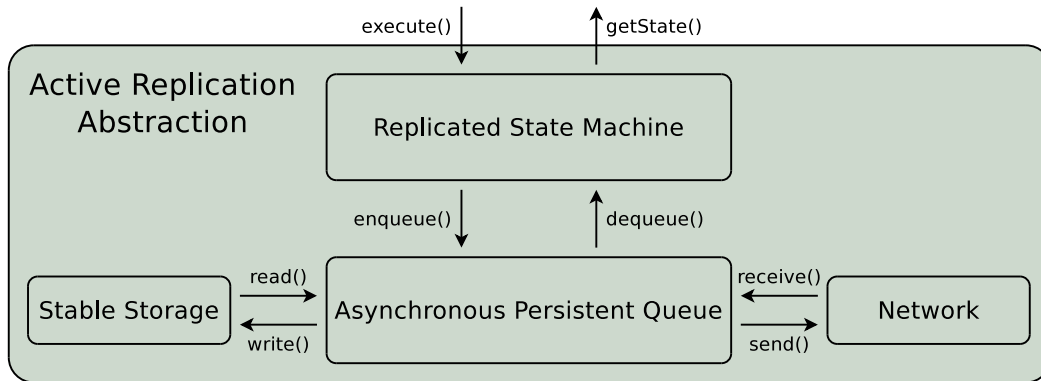 execute()
getState()
Active Replication
Abstraction
Replicated State Machine
enqueue()
dequeue()
Stable Storage
read()
write()
Asynchronous Persistent Queue
receive()
send()
Network